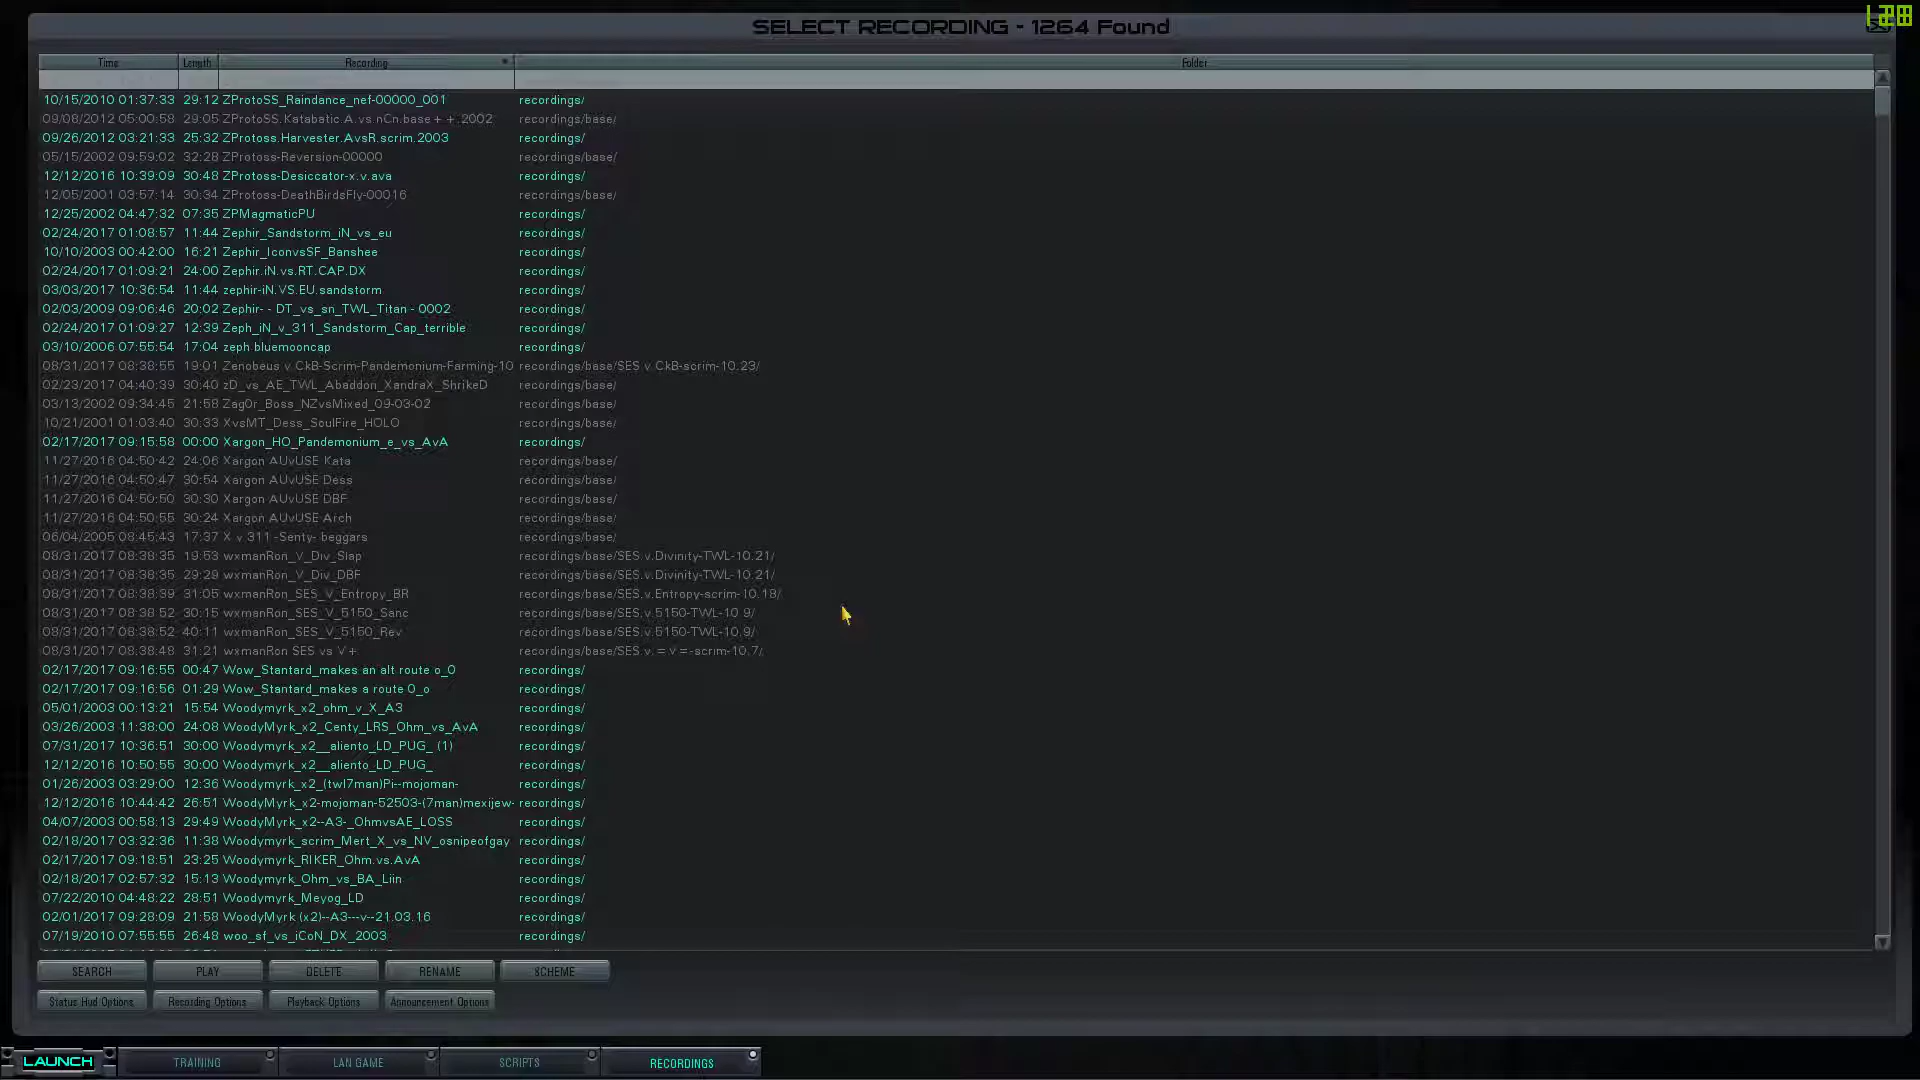 SELECT RECORDING - 1264 Found
128
Time Length Recording Folder
10/15/2010 01:37:33 29:12 ZProtoSS_Raindance_nef-00000_001 recordings/
09/08/2012 05:00:58 29:05 ZProtoSS.Katabatic.A.vs.nCn.base++.2002 recordings/base/
09/26/2012 03:21:33 25:32 ZProtoss.Harvester.AvsR.scrim.2003 recordings/
05/15/2002 09:59:02 32:28 ZProtoss-Reversion-00000 recordings/base/
12/12/2016 10:39:09 30:48 ZProtoss-Desiccator-x.v.ava recordings/
12/05/2001 03:57:14 30:34 ZProtoss-DeathBirdsFly-00016 recordings/base/
12/25/2002 04:47:32 07:35 ZPMagmaticPU recordings/
02/24/2017 01:08:57 11:44 Zephir_Sandstorm_iN_vs_eu recordings/
10/10/2003 00:42:00 16:21 Zephir_IconvsSF_Banshee recordings/
02/24/2017 01:09:21 24:00 Zephir.iN.vs.RT.CAP.DX recordings/
03/03/2017 10:36:54 11:44 zephir-iN.VS.EU.sandstorm recordings/
02/03/2009 09:06:46 20:02 Zephir- - DT_vs_sn_TWL_Titan - 0002 recordings/
02/24/2017 01:09:27 12:39 Zeph_iN_v_311_Sandstorm_Cap_terrible recordings/
03/10/2006 07:55:54 17:04 zeph bluemooncap recordings/
08/31/2017 08:38:55 19:01 Zenobeus v CkB-Scrim-Pandemonium-Farming-10 recordings/base/SES v CkB-scrim-10.23/
02/23/2017 04:40:39 30:40 zD_vs_AE_TWL_Abaddon_XandraX_ShrikeD recordings/base/
03/13/2002 09:34:45 21:58 Zag0r_Boss_NZvsMixed_09-03-02 recordings/base/
10/21/2001 01:03:40 30:33 XvsMT_Dess_SoulFire_HOLO recordings/base/
02/17/2017 09:15:58 00:00 Xargon_HO_Pandemonium_e_vs_AvA recordings/
11/27/2016 04:50:42 24:06 Xargon AUvUSE Kata recordings/base/
11/27/2016 04:50:47 30:54 Xargon AUvUSE Dess recordings/base/
11/27/2016 04:50:50 30:30 Xargon AUvUSE DBF recordings/base/
11/27/2016 04:50:55 30:24 Xargon AUvUSE Arch recordings/base/
06/04/2005 08:45:43 17:37 X v 311 -Senty- beggars recordings/base/
08/31/2017 08:38:35 19:53 wxmanRon_V_Div_Slap recordings/base/SES.v.Divinity-TWL-10.21/
08/31/2017 08:38:35 29:29 wxmanRon_V_Div_DBF recordings/base/SES.v.Divinity-TWL-10.21/
08/31/2017 08:38:39 31:05 wxmanRon_SES_V_Entropy_BR recordings/base/SES.v.Entropy-scrim-10.18/
08/31/2017 08:38:52 30:15 wxmanRon_SES_V_5150_Sanc recordings/base/SES.v.5150-TWL-10.9/
08/31/2017 08:38:52 40:11 wxmanRon_SES_V_5150_Rev recordings/base/SES.v.5150-TWL-10.9/
08/31/2017 08:38:48 31:21 wxmanRon SES vs V+ recordings/base/SES.v.=v=-scrim-10.7/
02/17/2017 09:16:55 00:47 Wow_Stantard_makes an alt route o_O recordings/
02/17/2017 09:16:56 01:29 Wow_Stantard_makes a route O_o recordings/
05/01/2003 00:13:21 15:54 Woodymyrk_x2_ohm_v_X_A3 recordings/
03/26/2003 11:38:00 24:08 WoodyMyrk_x2_Centy_LRS_Ohm_vs_AvA recordings/
07/31/2017 10:36:51 30:00 Woodymyrk_x2__aliento_LD_PUG_ (1) recordings/
12/12/2016 10:50:55 30:00 Woodymyrk_x2__aliento_LD_PUG_ recordings/
01/26/2003 03:29:00 12:36 Woodymyrk_x2_(twl7man)Pi--mojoman- recordings/
12/12/2016 10:44:42 26:51 WoodyMyrk_x2-mojoman-52503-(7man)mexijew- recordings/
04/07/2003 00:58:13 29:49 WoodyMyrk_x2--A3-_OhmvsAE_LOSS recordings/
02/18/2017 03:32:36 11:38 Woodymyrk_scrim_Mert_X_vs_NV_osnipeofgay recordings/
02/17/2017 09:18:51 23:25 Woodymyrk_RIKER_Ohm.vs.AvA recordings/
02/18/2017 02:57:32 15:13 Woodymyrk_Ohm_vs_BA_Liin recordings/
07/22/2010 04:48:22 28:51 Woodymyrk_Meyog_LD recordings/
02/01/2017 09:28:09 21:58 WoodyMyrk (x2)--A3---v--21.03.16 recordings/
07/19/2010 07:55:55 26:48 woo_sf_vs_iCoN_DX_2003 recordings/
SEARCH PLAY DELETE RENAME SCHEME
Status Hud Options Recording Options Playback Options Announcement Options
LAUNCH TRAINING LAN GAME SCRIPTS RECORDINGS